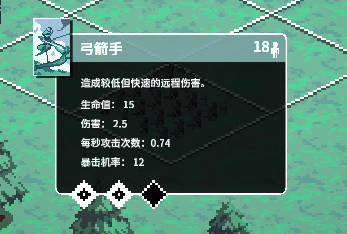 弓箭手 18
造成较低但快速的远程伤害。
生命值： 15
伤害： 2.5
每秒攻击次数：0.74
暴击机率： 12